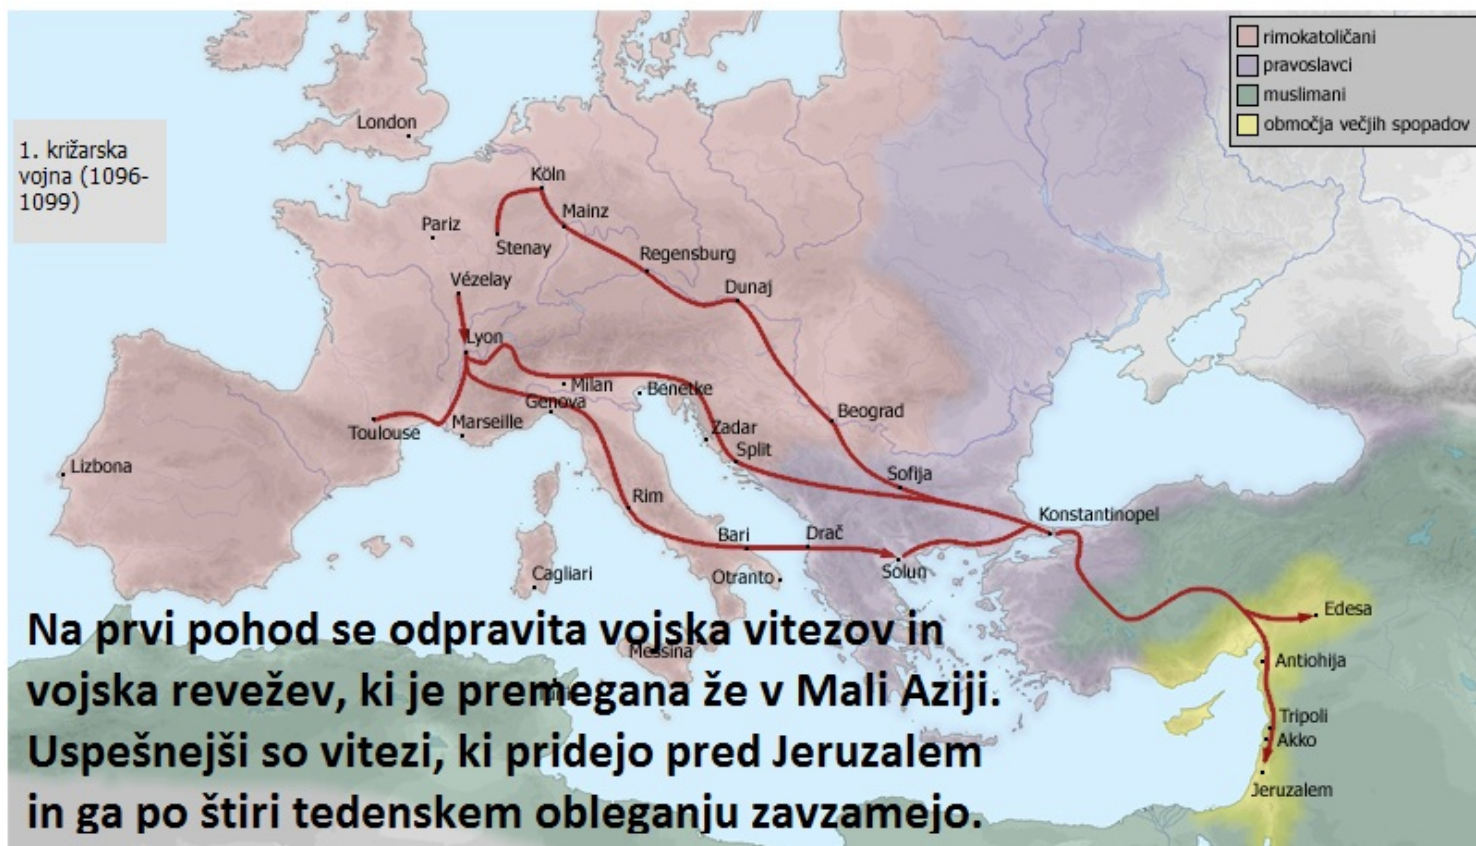 rimokatoličani
pravoslavci
muslimani
območja večjih spopadov
1. križarska
vojna (1096-
1099)
London
Köln
Mainz
Pariz
Stenay
Regensburg
Vézelay
Dunaj
Lyon
Milan
Benetke
Genova
Beograd
Toulouse
Marseille
Zadar
Split
Lizbona
Sofija
Rim
Konstantinopel
Bari
Drač
Solun
Cagliari
Otranto
Edesa
Messina
Antiohija
Tripoli
Akko
Jeruzalem
Na prvi pohod se odpravita vojska vitezov in
vojska revežev, ki je premegana že v Mali Aziji.
Uspešnejši so vitezi, ki pridejo pred Jeruzalem
in ga po štiri tedenskem obleganju zavzamejo.